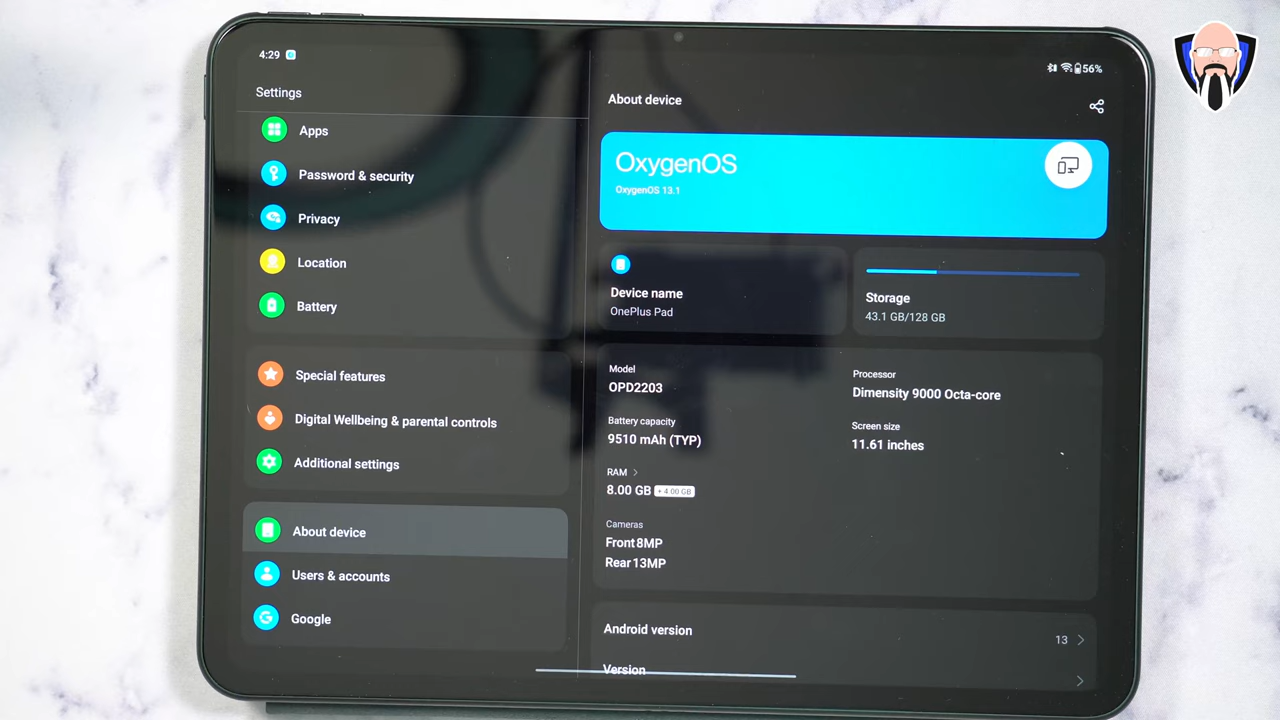 4:29
56%
Settings
Apps
Password & security
Privacy
Location
Battery
Special features
Digital Wellbeing & parental controls
Additional settings
About device
Users & accounts
Google
About device
OxygenOS
OxygenOS 13.1
Device name
OnePlus Pad
Storage
43.1 GB/128 GB
Model
OPD2203
Processor
Dimensity 9000 Octa-core
Battery capacity
9510 mAh (TYP)
Screen size
11.61 inches
RAM >
8.00 GB + 4.00 GB
Cameras
Front 8MP
Rear 13MP
Android version
13 >
Version